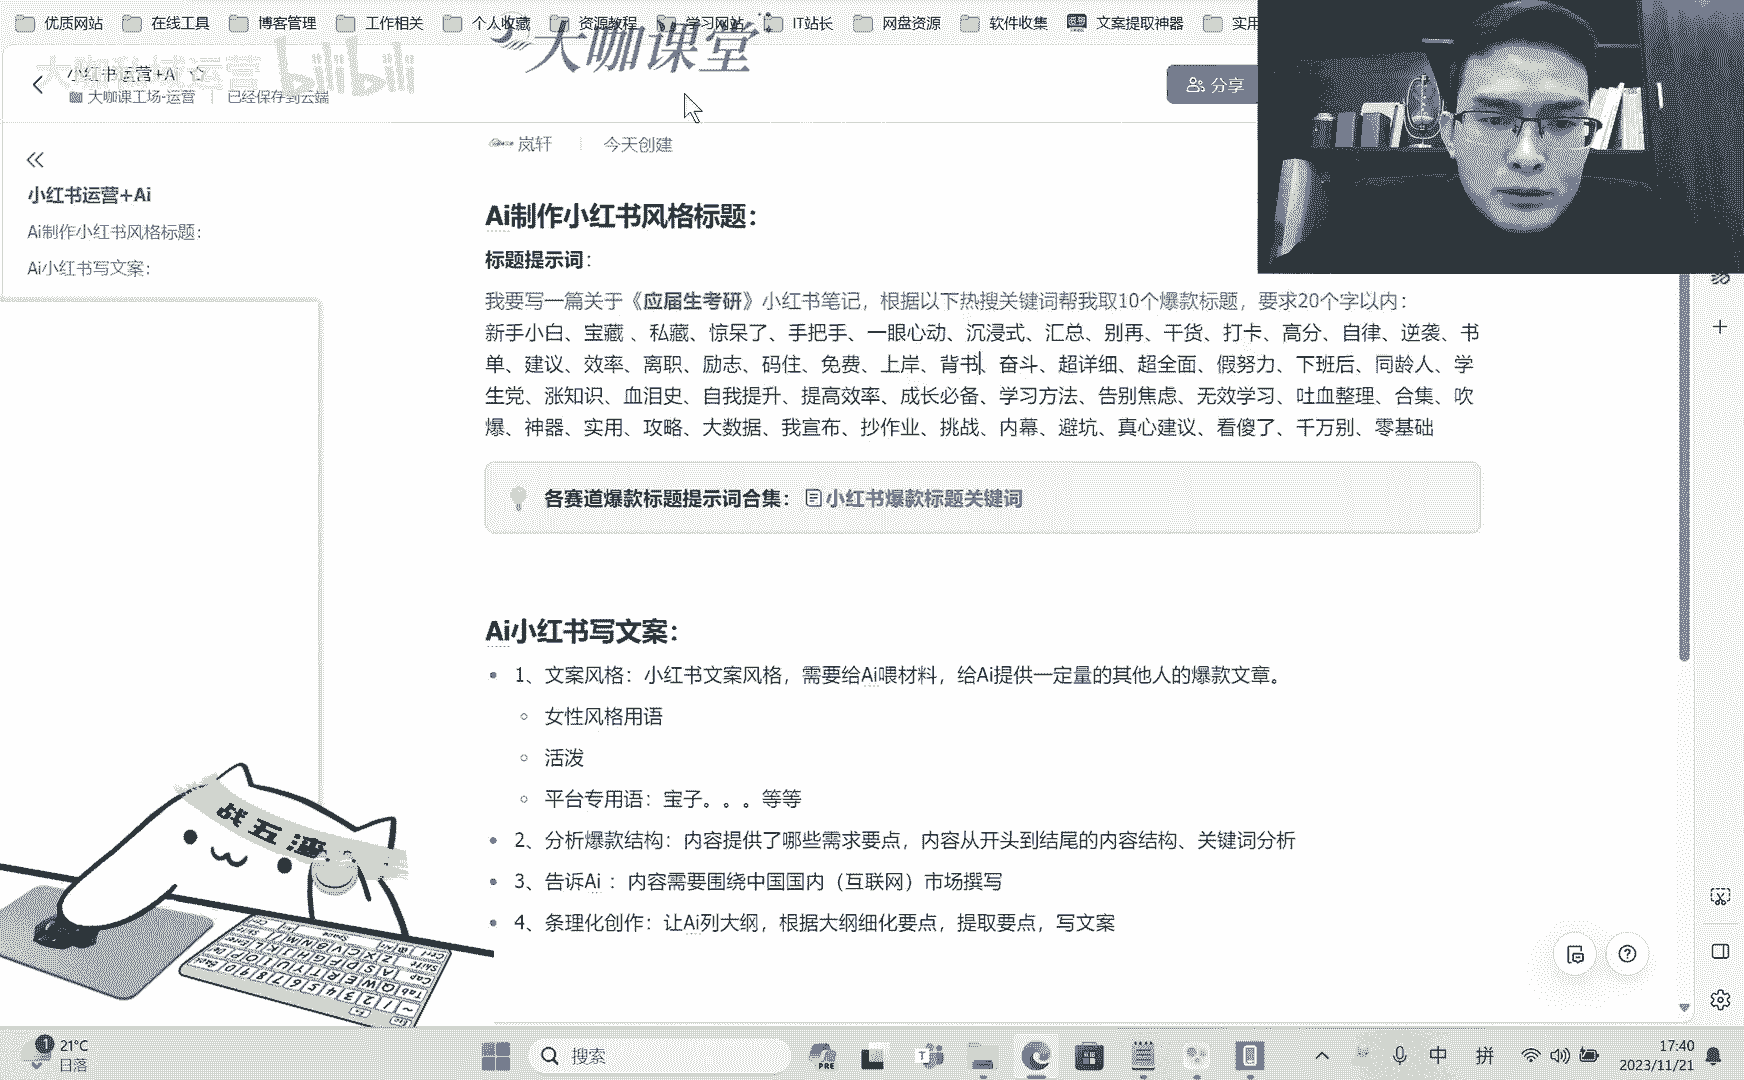 优质网站 在线工具 博客管理 工作相关 个人收藏 资源教程 学习网站 IT站长 网盘资源 软件收集 文案提取神器 实用
大咖课堂
大咖私域运营 bilibili
小红书运营+Ai
大咖课工场-运营 已经保存到云端
分享
岚轩 今天创建
小红书运营+Ai
Ai制作小红书风格标题:
Ai小红书写文案:
Ai制作小红书风格标题:
标题提示词:
我要写一篇关于《应届生考研》小红书笔记，根据以下热搜关键词帮我取10个爆款标题，要求20个字以内:
新手小白、宝藏 、私藏、惊呆了、手把手、一眼心动、沉浸式、汇总、别再、干货、打卡、高分、自律、逆袭、书
单、建议、效率、离职、励志、码住、免费、上岸、背书、奋斗、超详细、超全面、假努力、下班后、同龄人、学
生党、涨知识、血泪史、自我提升、提高效率、成长必备、学习方法、告别焦虑、无效学习、吐血整理、合集、吹
爆、神器、实用、攻略、大数据、我宣布、抄作业、挑战、内幕、避坑、真心建议、看傻了、千万别、零基础
各赛道爆款标题提示词合集: 小红书爆款标题关键词
Ai小红书写文案:
1、文案风格：小红书文案风格，需要给Ai喂材料，给Ai提供一定量的其他人的爆款文章。
女性风格用语
活泼
平台专用语：宝子。。。等等
2、分析爆款结构：内容提供了哪些需求要点，内容从开头到结尾的内容结构、关键词分析
3、告诉Ai ：内容需要围绕中国国内（互联网）市场撰写
4、条理化创作：让Ai列大纲，根据大纲细化要点，提取要点，写文案
战五渣
1
21°C
日落
搜索
PRE
中 拼
17:40
2023/11/21